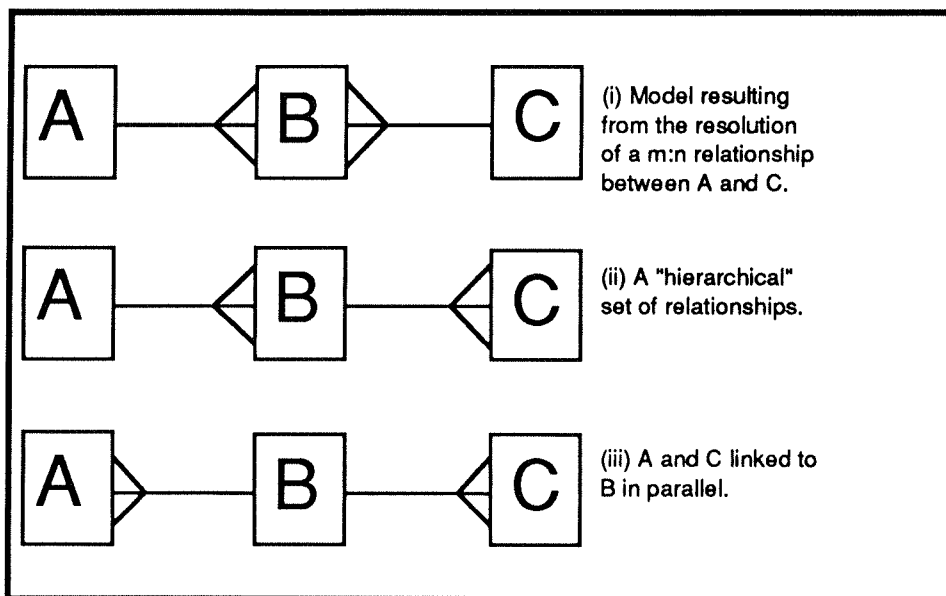 A B C (i) Model resulting
from the resolution
of a m:n relationship
between A and C.
A B C (ii) A "hierarchical"
set of relationships.
A B C (iii) A and C linked to
B in parallel.